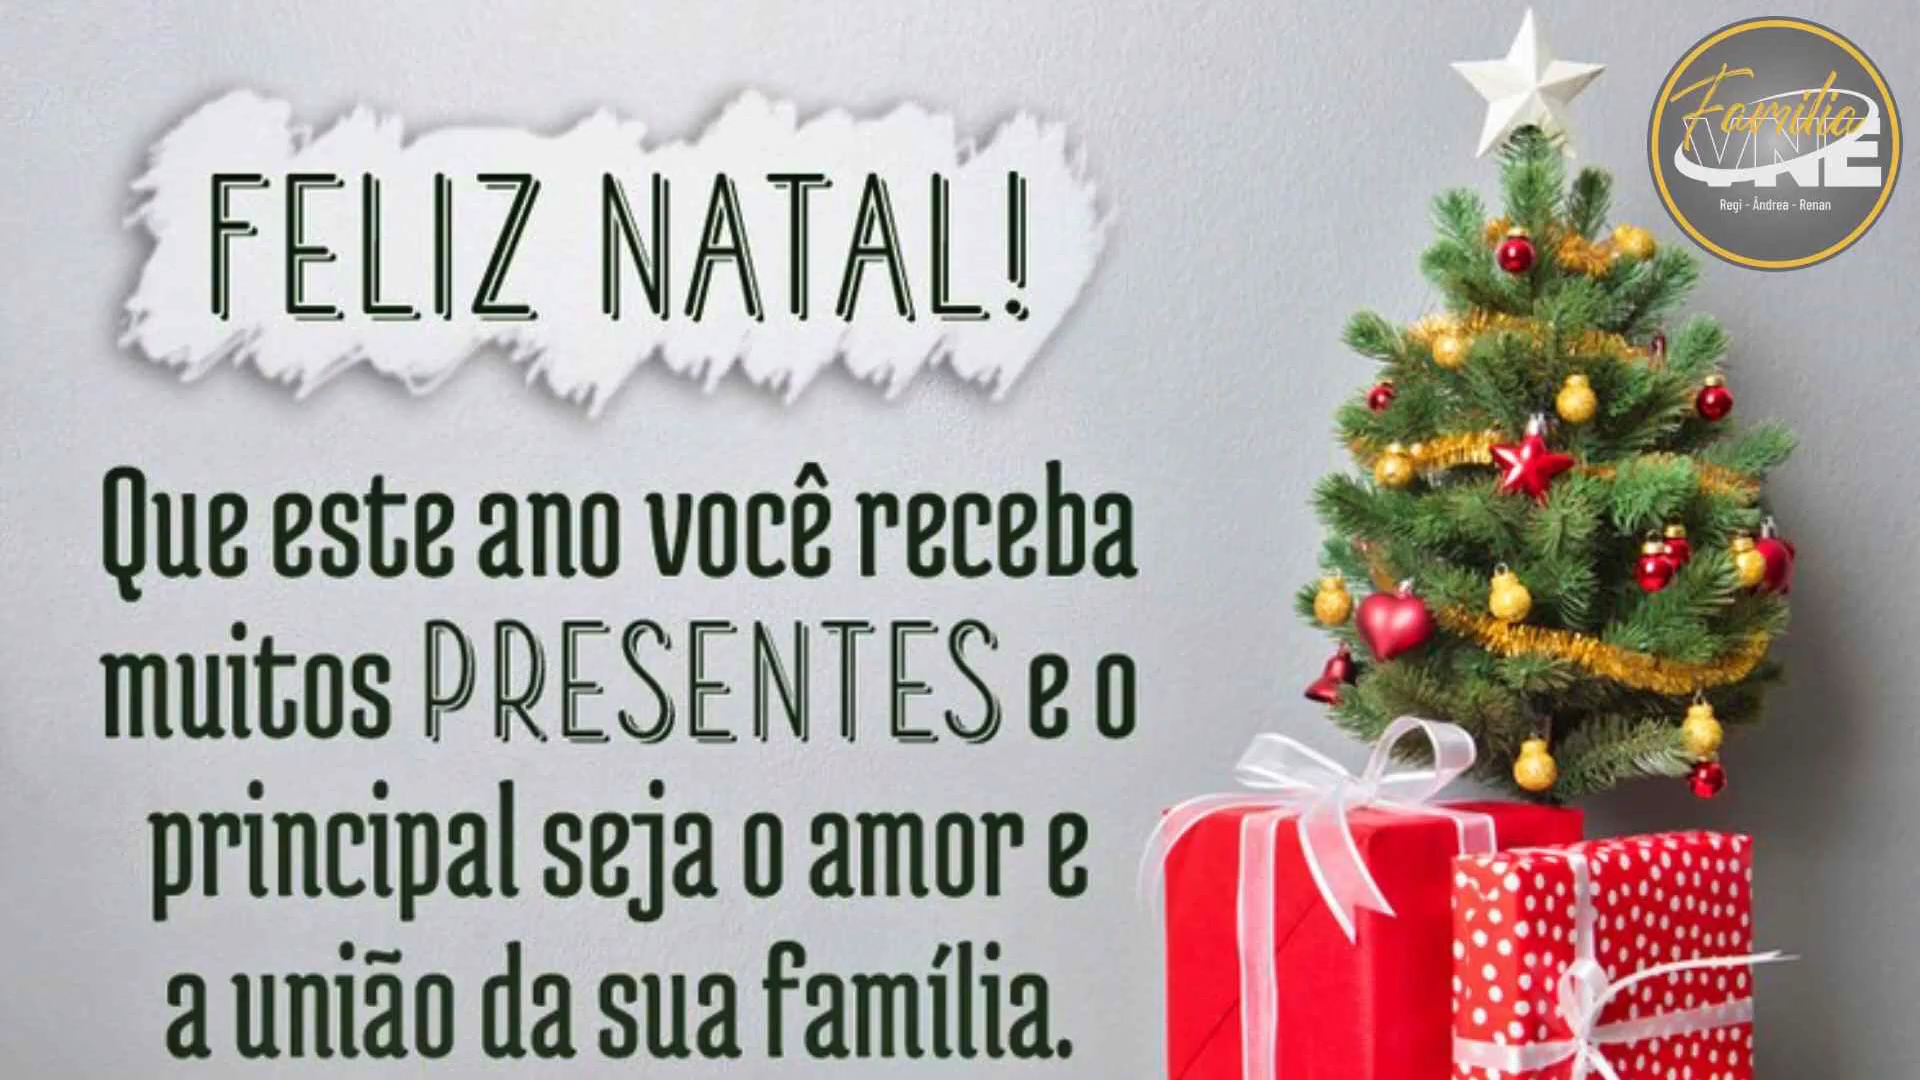 FELIZ NATAL!
Que este ano você receba
muitos PRESENTES e o
principal seja o amor e
a união da sua família.
Família
VNE
Regi - Ândrea - Renan